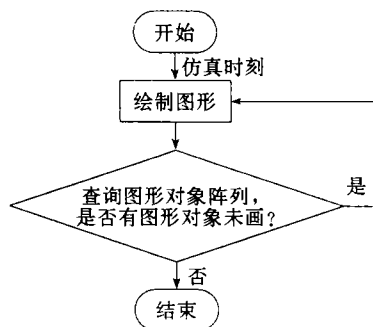 开始
仿真时刻
绘制图形
查询图形对象阵列，
是否有图形对象未画？
是
否
结束